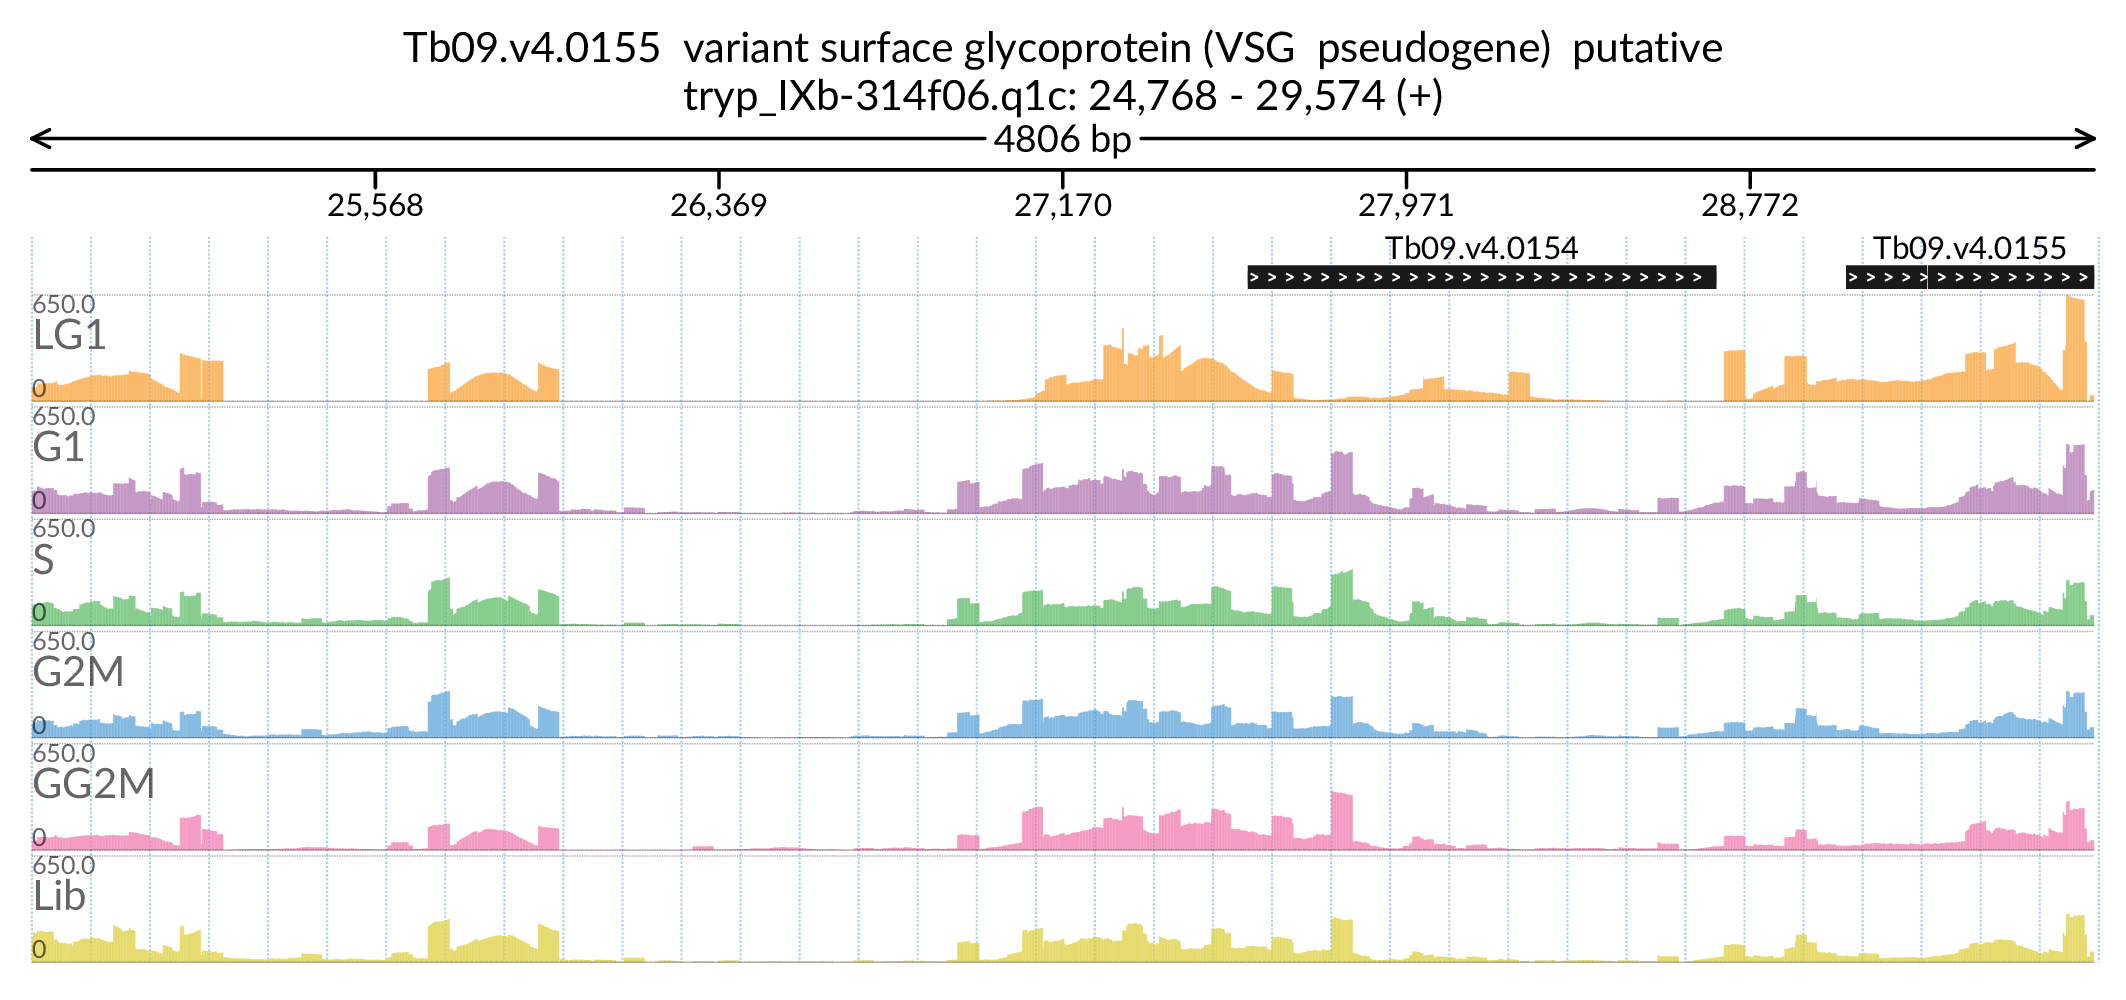 Tb09.v4.0155 variant surface glycoprotein (VSG pseudogene) putative
tryp_IXb-314f06.q1c: 24,768 - 29,574 (+)
4806 bp
25,568 26,369 27,170 27,971 28,772
Tb09.v4.0154 Tb09.v4.0155
650.0
LG1
0
650.0
G1
0
650.0
S
0
650.0
G2M
0
650.0
GG2M
0
650.0
Lib
0